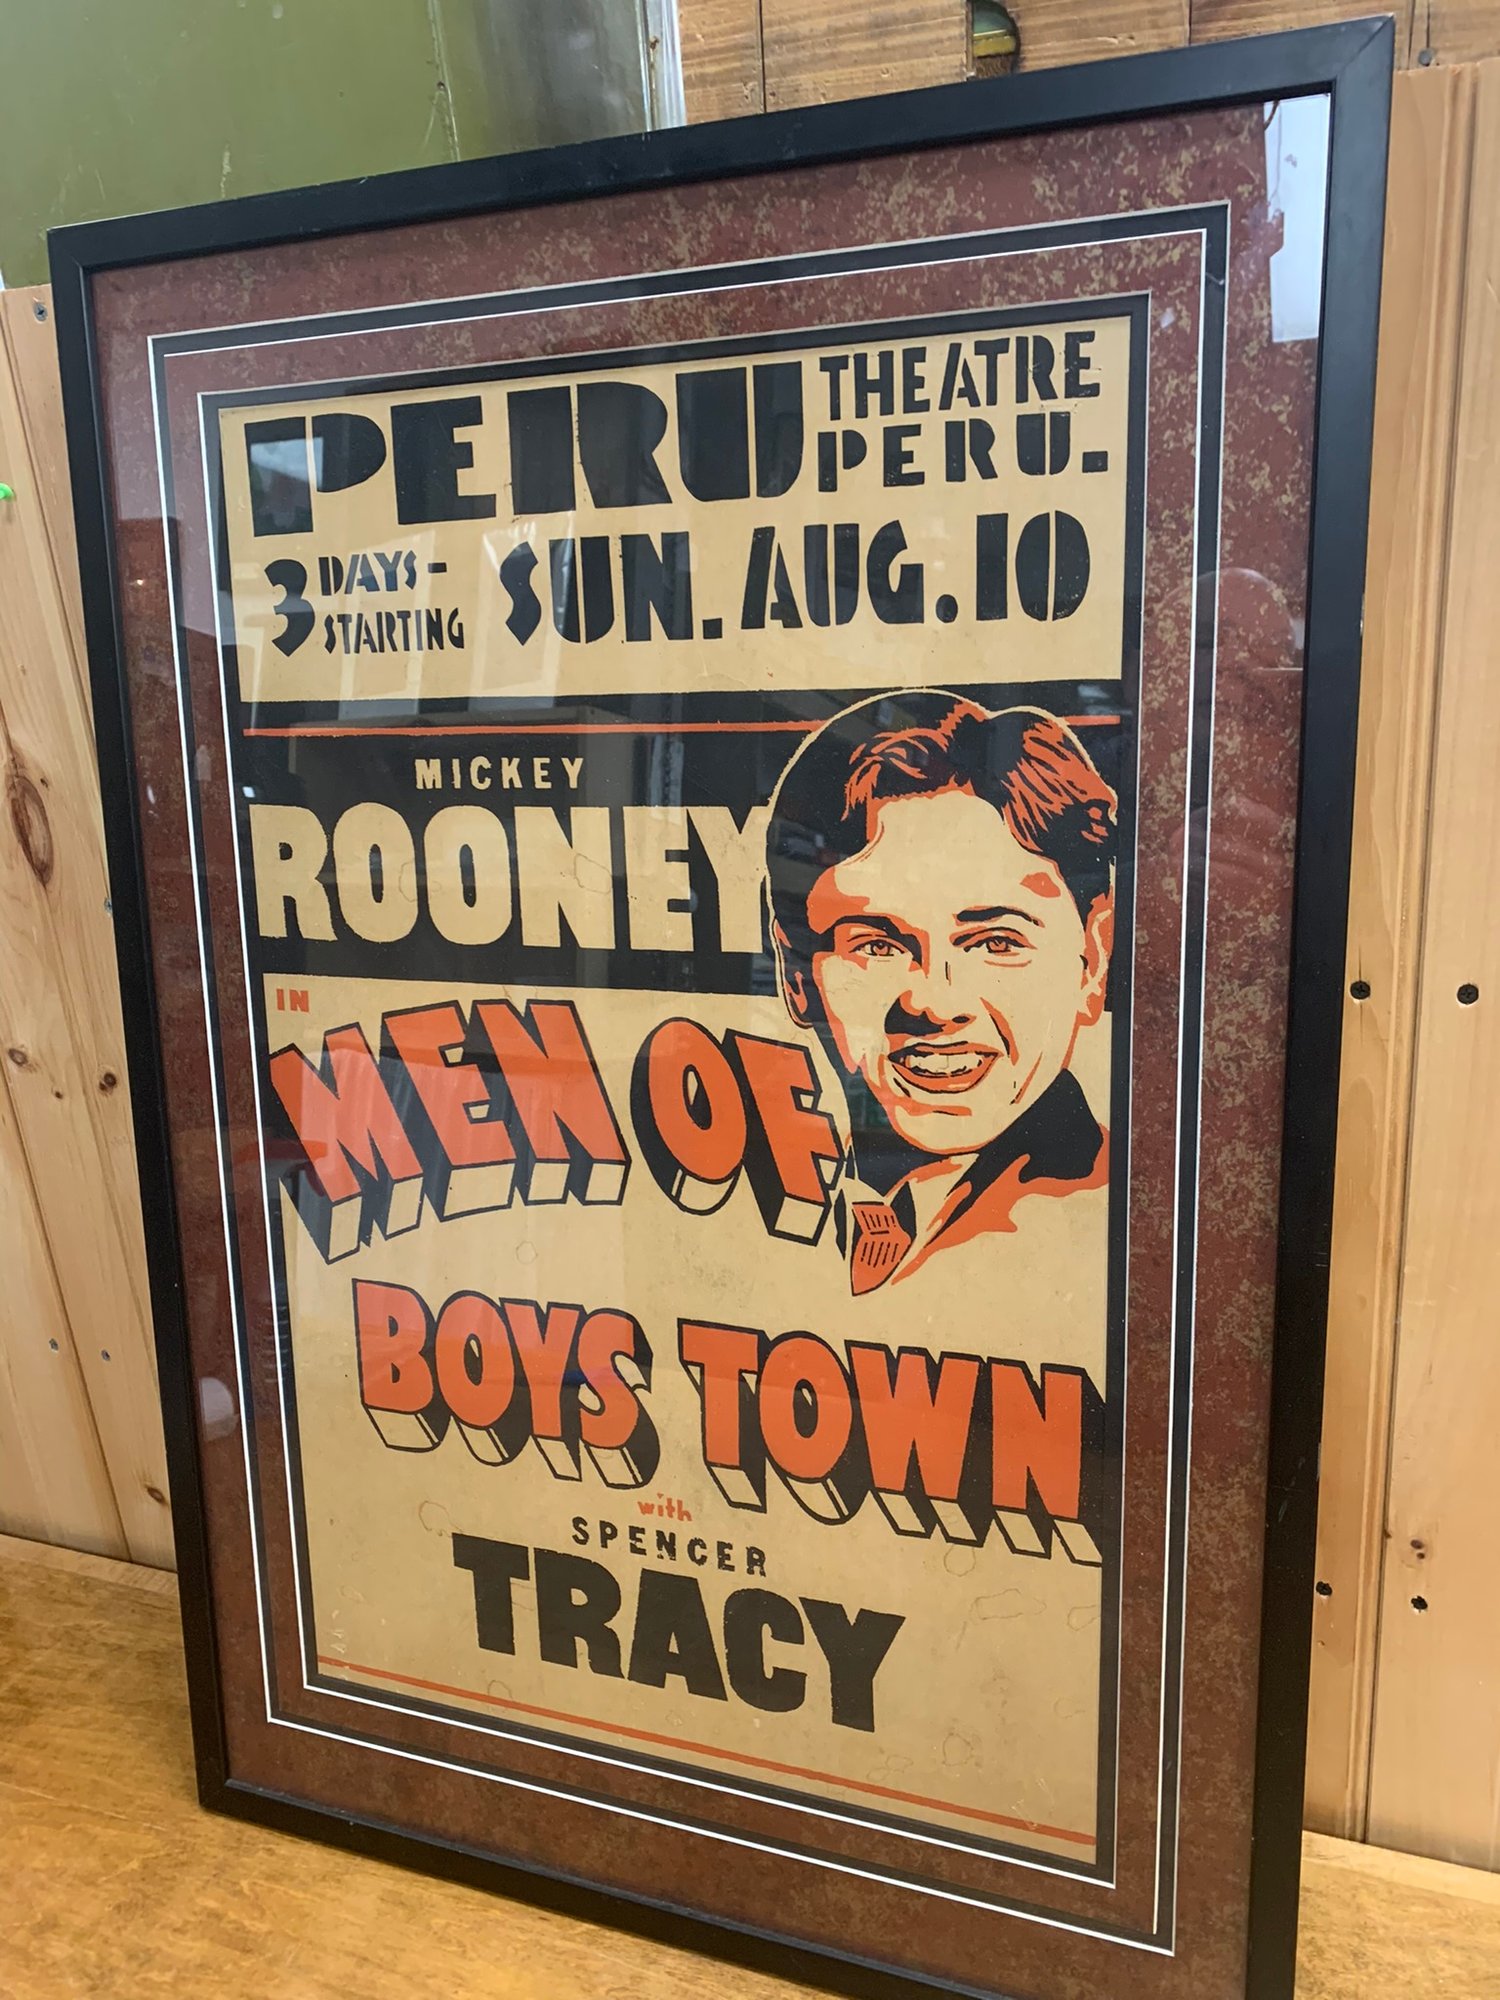 PERU THEATRE
PERU.
3 DAYS-
STARTING SUN. AUG. 10
MICKEY
ROONEY
IN
MEN OF
BOYS TOWN
with
SPENCER
TRACY